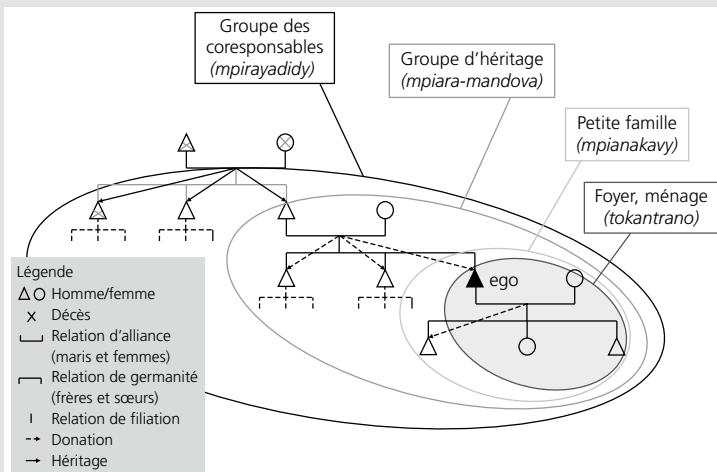 Groupe des
coresponsables
(mpirayadidy)
Groupe d’héritage
(mpiara-mandova)
Petite famille
(mpianakavy)
Foyer, ménage
(tokantrano)
ego
Légende
Homme/femme
Décès
Relation d’alliance
(maris et femmes)
Relation de germanité
(frères et sœurs)
Relation de filiation
Donation
Héritage